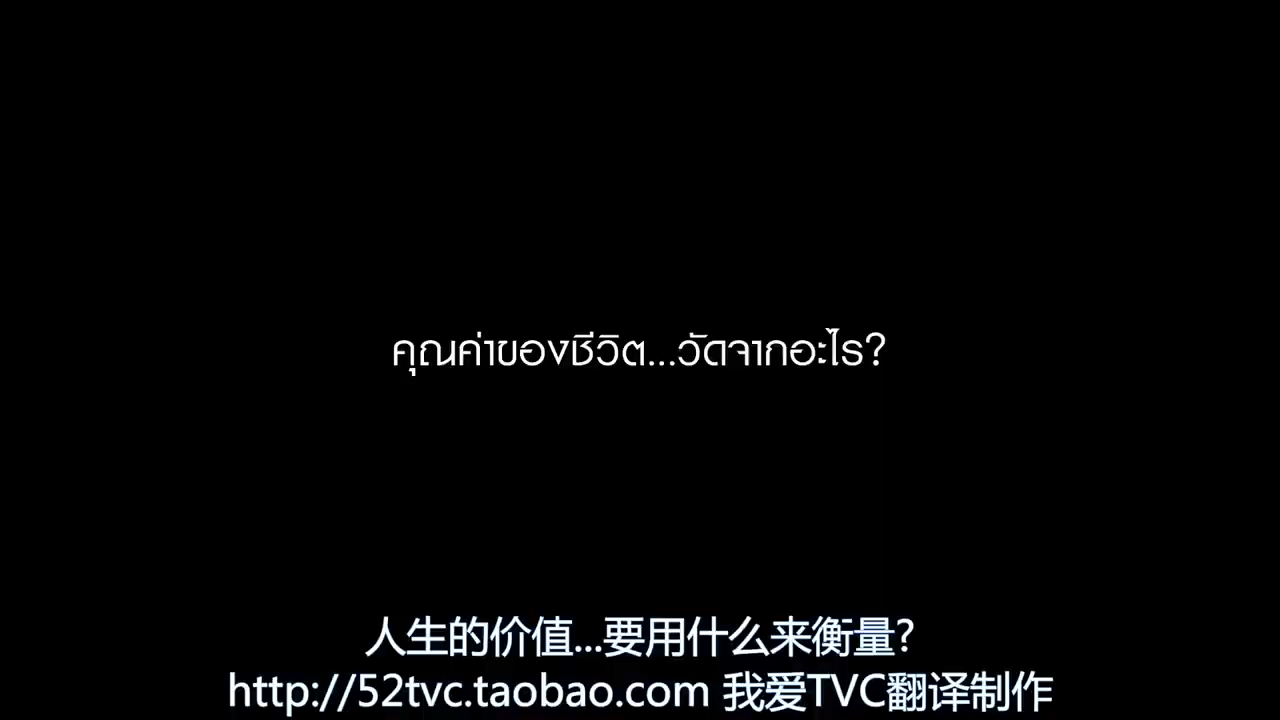 คุณค่าของชีวิต...วัดจากอะไร?
人生的价值...要用什么来衡量?
http://52tvc.taobao.com 我爱TVC翻译制作